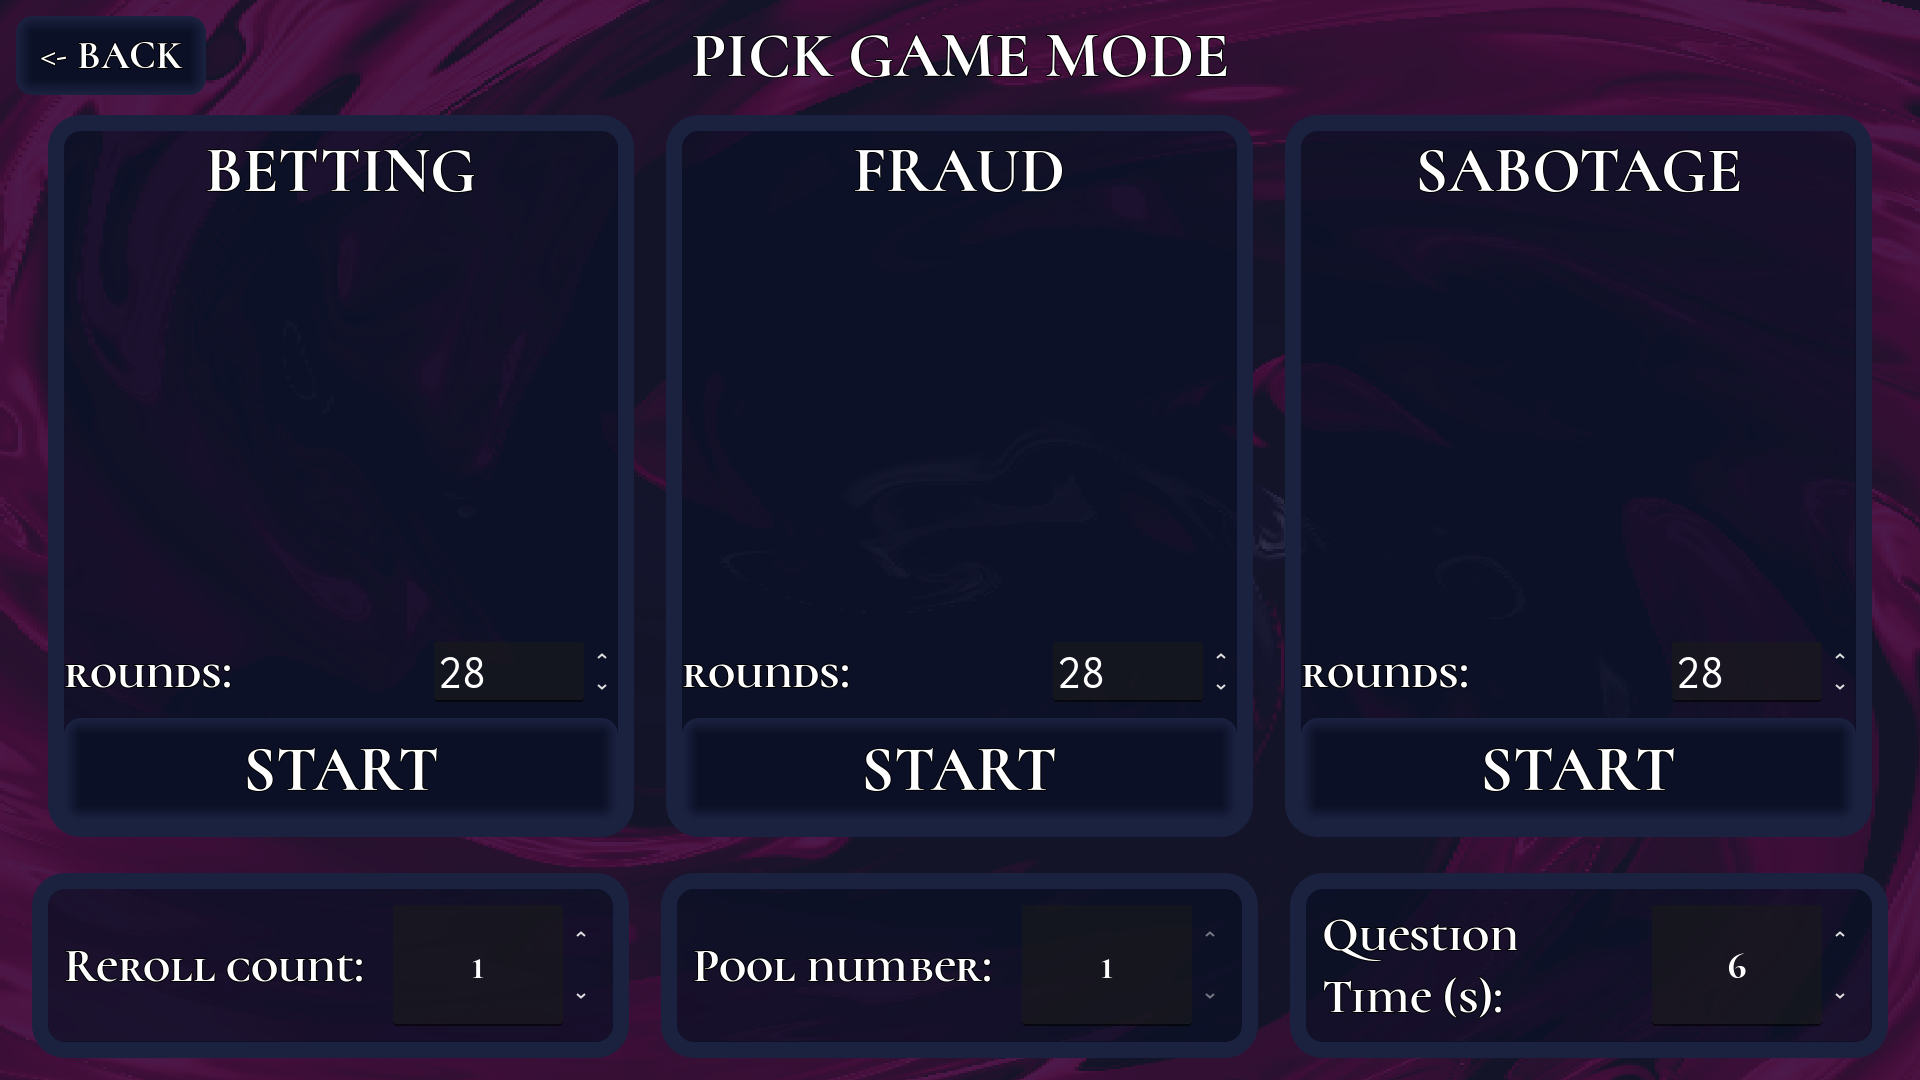 <- BACK
PICK GAME MODE
BETTING
FRAUD
SABOTAGE
Rounds:
28
Rounds:
28
Rounds:
28
START
START
START
Reroll count:
1
Pool number:
1
Question
Time (s):
6